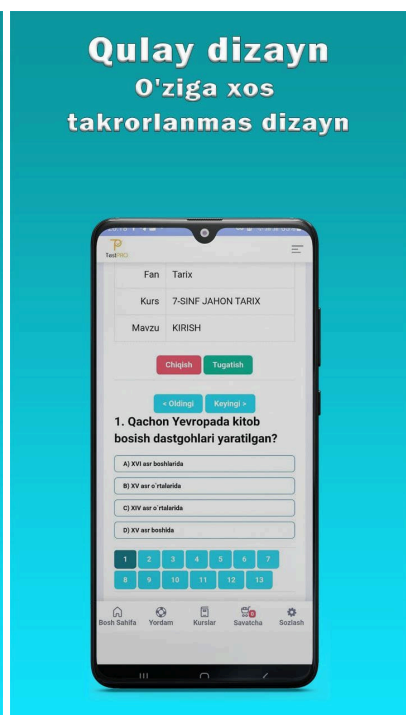 Qulay dizayn
O'ziga xos
takrorlanmas dizayn
TestPRO
Fan Tarix
Kurs 7-SINF JAHON TARIX
Mavzu KIRISH
Chiqish Tugatish
« Oldingi Keyingi »
1. Qachon Yevropada kitob
bosish dastgohlari yaratilgan?
A) XVI asr boshlarida
B) XV asr o`rtalarida
C) XIV asr o`rtalarida
D) XV asr boshida
1 2 3 4 5 6 7
8 9 10 11 12 13
0
Bosh Sahifa Yordam Kurslar Savatcha Sozlash